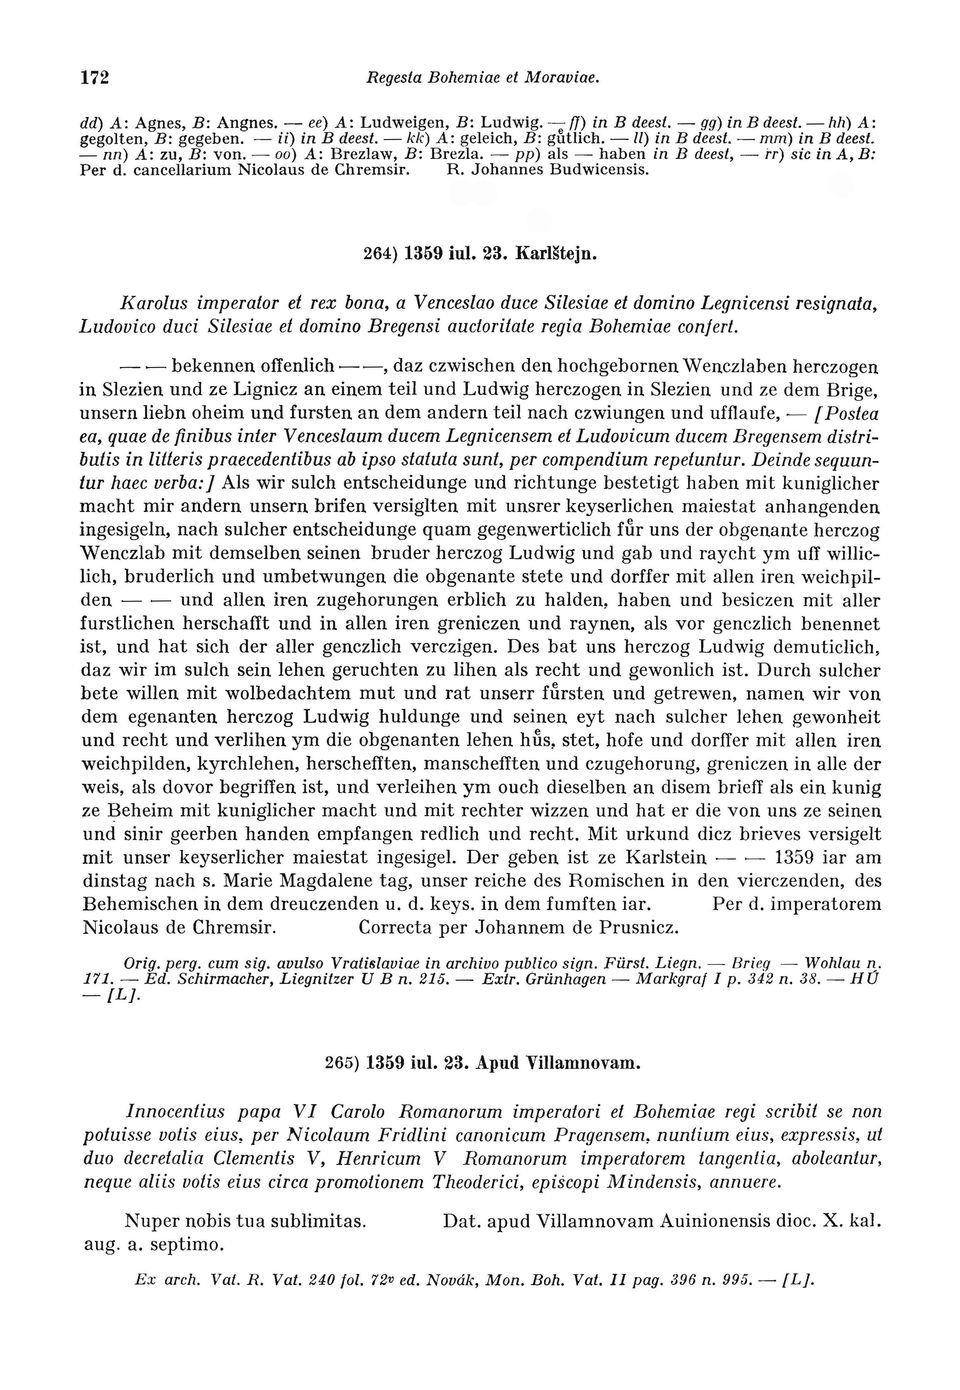 172 Regesta Bohemiae et Moraviae.
dd) A: Agnes, B: Angnes. — ee) A: Ludweigen, B: Ludwig. — ff) in B deest. — gg) in B deest. — hh) A:
gegolten, B: gegeben. — ii) in B deest. — kk) A: geleich, B: gůtlich. — ll) in B deest. — mm) in B deest.
— nn) A: zu, B: von. — oo) A: Brezlaw, B: Brezla. — pp) als — haben in B deest, — rr) sic in A, B:
Per d. cancellarium Nicolaus de Chremsir. R. Johannes Budwicensis.
264) 1359 iul. 23. Karlštejn.
Karolus imperator et rex bona, a Venceslao duce Silesiae et domino Legnicensi resignata,
Ludovico duci Silesiae et domino Bregensi auctoritate regia Bohemiae confert.
— — bekennen offenlich — —, daz czwischen den hochgebornen Wenczlaben herczogen
in Slezien und ze Lignicz an einem teil und Ludwig herczogen in Slezien und ze dem Brige,
unsern liebn oheim und fursten an dem andern teil nach czwiungen und ufflaufe, — [Postea
ea, quae de finibus inter Venceslaum ducem Legnicensem et Ludovicum ducem Bregensem distri-
butis in litteris praecedentibus ab ipso statuta sunt, per compendium repetuntur. Deinde sequun-
tur haec verba:] Als wir sulch entscheidunge und richtunge bestetigt haben mit kuniglicher
macht mir andern unsern brifen versiglten mit unsrer keyserlichen maiestat anhangenden
ingesigeln, nach sulcher entscheidunge quam gegenwerticlich fuͤr uns der obgenante herczog
Wenczlab mit demselben seinen bruder herczog Ludwig und gab und raycht ym uff willic-
lich, bruderlich und umbetwungen die obgenante stete und dorffer mit allen iren weichpil-
den — — und allen iren zugehorungen erblich zu halden, haben und besiczen mit aller
furstlichen herschafft und in allen iren greniczen und raynen, als vor genczlich benennet
ist, und hat sich der aller genczlich verczigen. Des bat uns herczog Ludwig demuticlich,
daz wir im sulch sein lehen geruchten zu lihen als recht und gewonlich ist. Durch sulcher
bete willen mit wolbedachtem mut und rat unserr fuͤrsten und getrewen, namen wir von
dem egenanten herczog Ludwig huldunge und seinen eyt nach sulcher lehen gewonheit
und recht und verlihen ym die obgenanten lehen huͤs, stet, hofe und dorffer mit allen iren
weichpilden, kyrchlehen, herschefften, manschefften und czugehorung, greniczen in alle der
weis, als dovor begriffen ist, und verleihen ym ouch dieselben an disem brieff als ein kunig
ze Beheim mit kuniglicher macht und mit rechter wizzen und hat er die von uns ze seinen
und sinir geerben handen empfangen redlich und recht. Mit urkund dicz brieves versigelt
mit unser keyserlicher maiestat ingesigel. Der geben ist ze Karlstein — — 1359 iar am
dinstag nach s. Marie Magdalene tag, unser reiche des Romischen in den vierczenden, des
Behemischen in dem dreuczenden u. d. keys. in dem fumften iar. Per d. imperatorem
Nicolaus de Chremsir. Correcta per Johannem de Prusnicz.
Orig. perg. cum sig. avulso Vratislaviae in archivo publico sign. Fürst. Liegn. — Brieg — Wohlau n.
171. — Ed. Schirmacher, Liegnitzer U B n. 215. — Extr. Grünhagen — Markgraf I p. 342 n. 38. — H Ú
— [L].
265) 1359 iul. 23. Apud Villamnovam.
Innocentius papa VI Carolo Romanorum imperatori et Bohemiae regi scribit se non
potuisse votis eius, per Nicolaum Fridlini canonicum Pragensem, nuntium eius, expressis, ut
duo decretalia Clementis V, Henricum V Romanorum imperatorem tangentia, aboleantur,
neque aliis votis eius circa promotionem Theoderici, episcopi Mindensis, annuere.
Nuper nobis tua sublimitas. Dat. apud Villamnovam Auinionensis dioc. X. kal.
aug. a. septimo.
Ex arch. Vat. R. Vat. 240 fol. 72v ed. Novák, Mon. Boh. Vat. II pag. 396 n. 995. — [L].